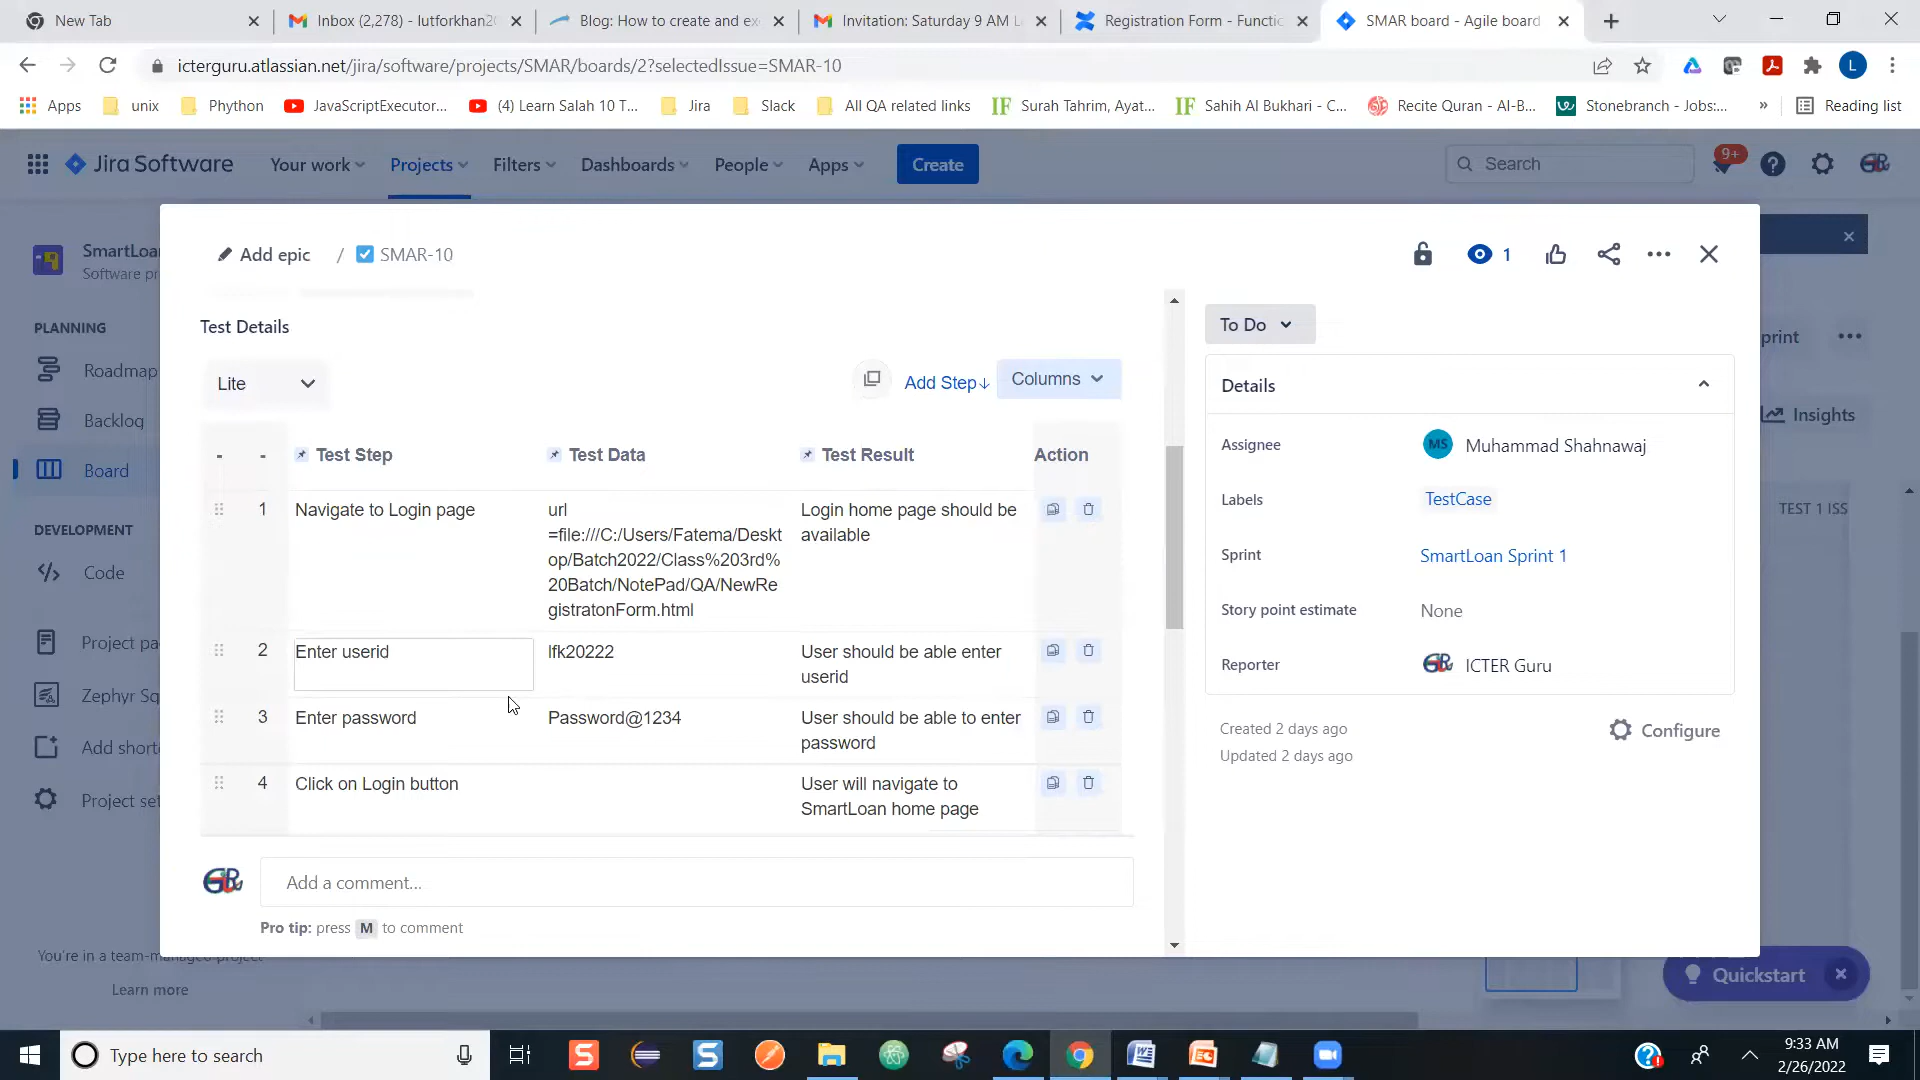 New Tab
Inbox (2,278) - lutforkhan20
Blog: How to create and exe
Invitation: Saturday 9 AM L
Registration Form - Functio
SMAR board - Agile board
icterguru.atlassian.net/jira/software/projects/SMAR/boards/2?selectedIssue=SMAR-10
L
Apps
unix
Phython
JavaScriptExecutor...
(4) Learn Salah 10 T...
Jira
Slack
All QA related links
IF Surah Tahrim, Ayat...
IF Sahih Al Bukhari - C...
Recite Quran - Al-B...
Stonebranch - Jobs:...
»
Reading list
Jira Software
Your work
Projects
Filters
Dashboards
People
Apps
Create
Search
9+
SmartLoan
Software pr
PLANNING
Roadmap
Backlog
Board
DEVELOPMENT
Code
Project pa
Zephyr Sq
Add short
Project set
You're in a team-managed project
Learn more
Add epic / SMAR-10
1
Test Details
Lite
Add Step↓
Columns
- - Test Step Test Data Test Result Action
1 Navigate to Login page
url
=file:///C:/Users/Fatema/Deskt
op/Batch2022/Class%203rd%
20Batch/NotePad/QA/NewRe
gistratonForm.html
Login home page should be
available
2 Enter userid
lfk20222
User should be able enter
userid
3 Enter password
Password@1234
User should be able to enter
password
4 Click on Login button
User will navigate to
SmartLoan home page
Add a comment...
Pro tip: press M to comment
To Do
Details
Assignee MS Muhammad Shahnawaj
Labels TestCase
Sprint SmartLoan Sprint 1
Story point estimate None
Reporter ICTER Guru
Created 2 days ago
Updated 2 days ago
Configure
print
Insights
TEST 1 ISS
Quickstart
Type here to search
9:33 AM
2/26/2022